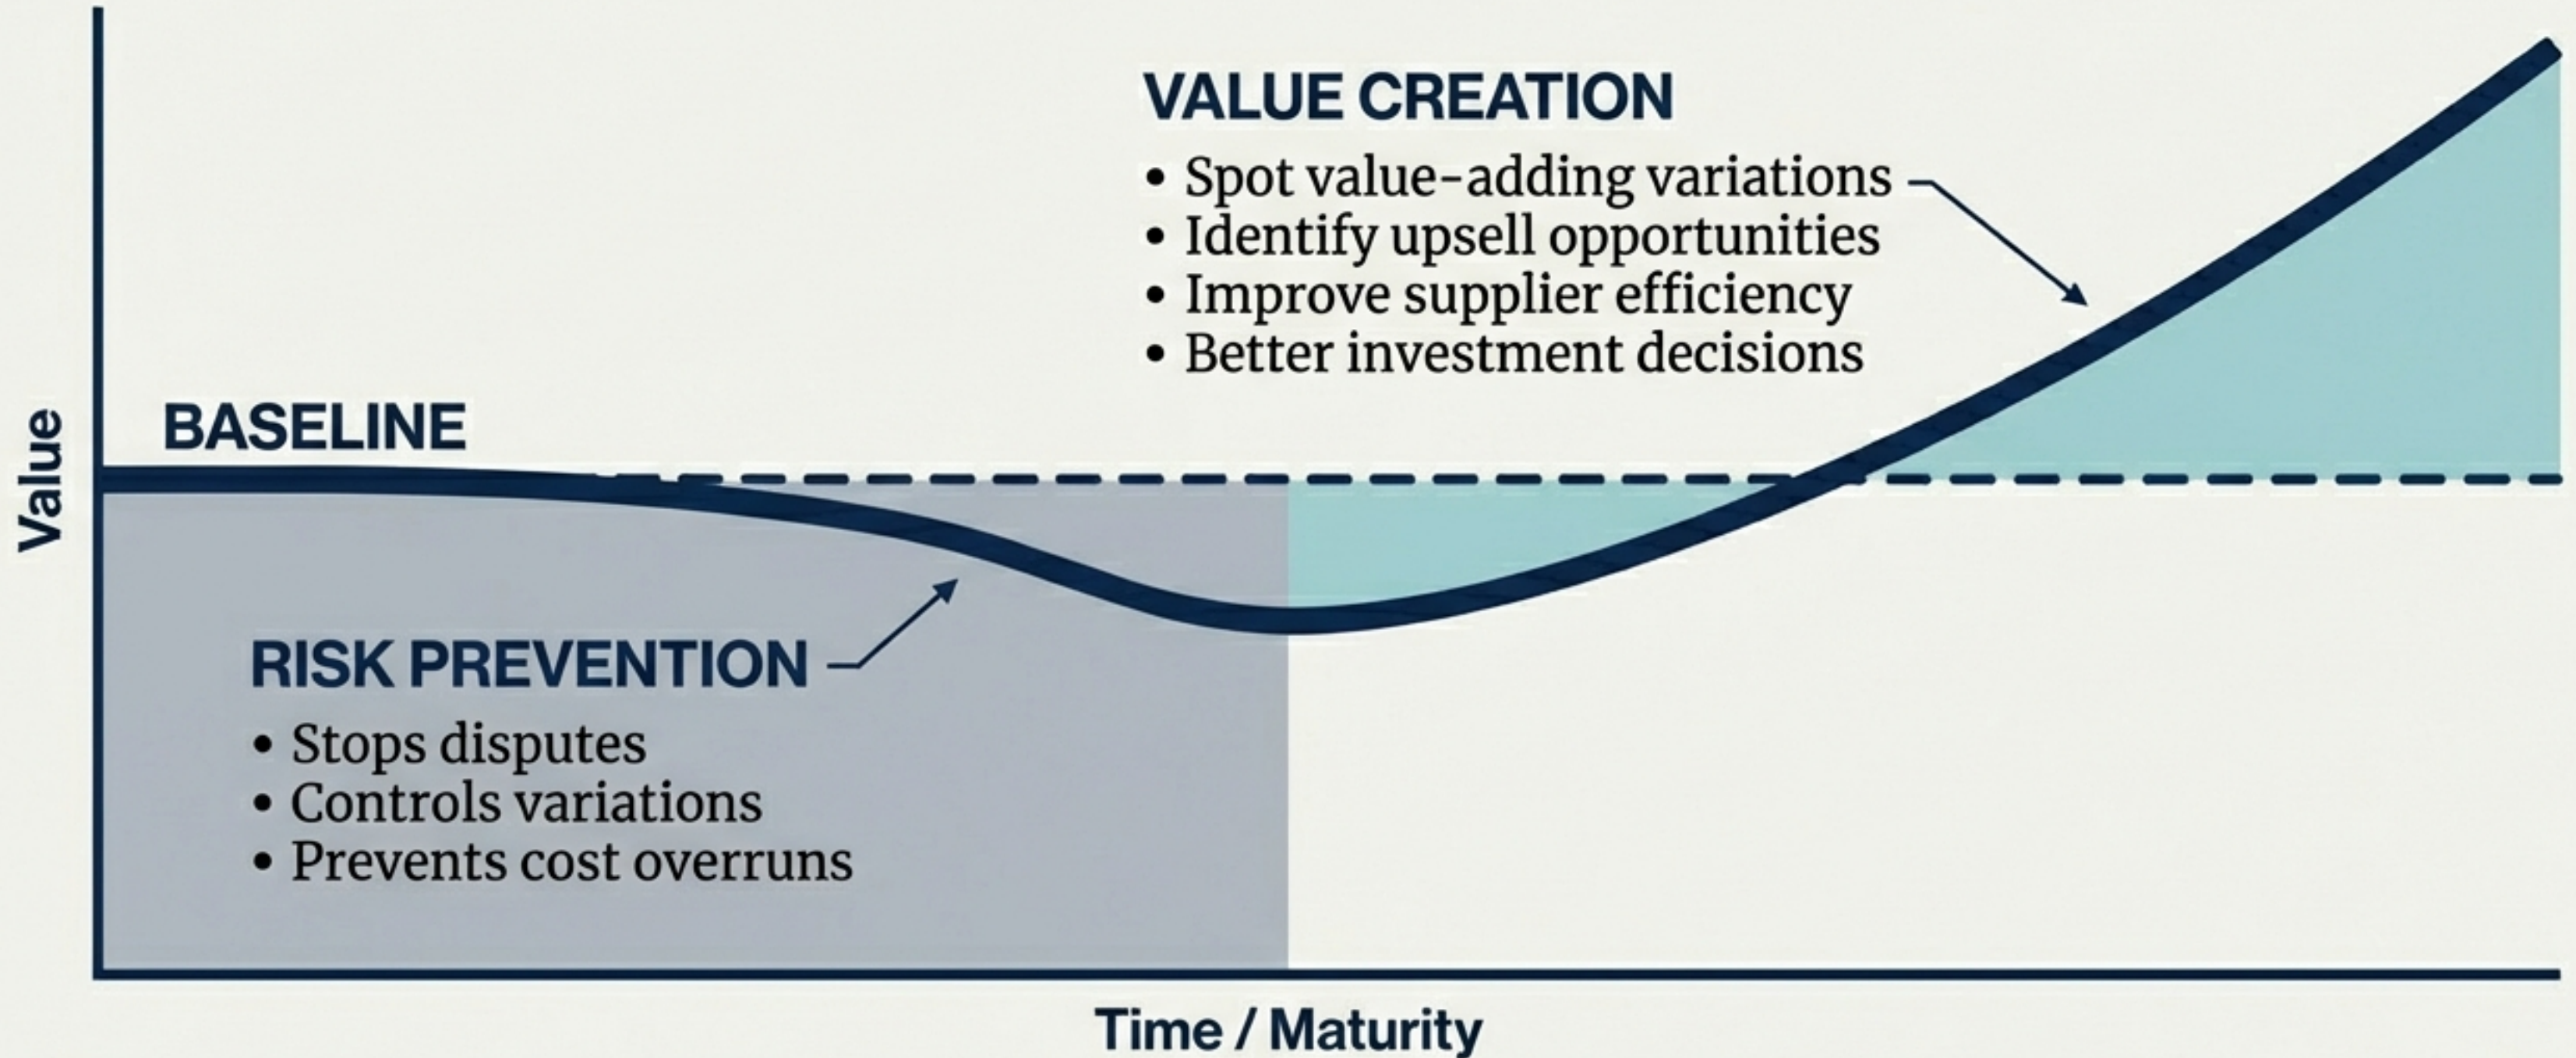 VALUE CREATION
• Spot value-adding variations
• Identify upsell opportunities
• Improve supplier efficiency
• Better investment decisions
BASELINE
Value
RISK PREVENTION
• Stops disputes
• Controls variations
• Prevents cost overruns
Time / Maturity